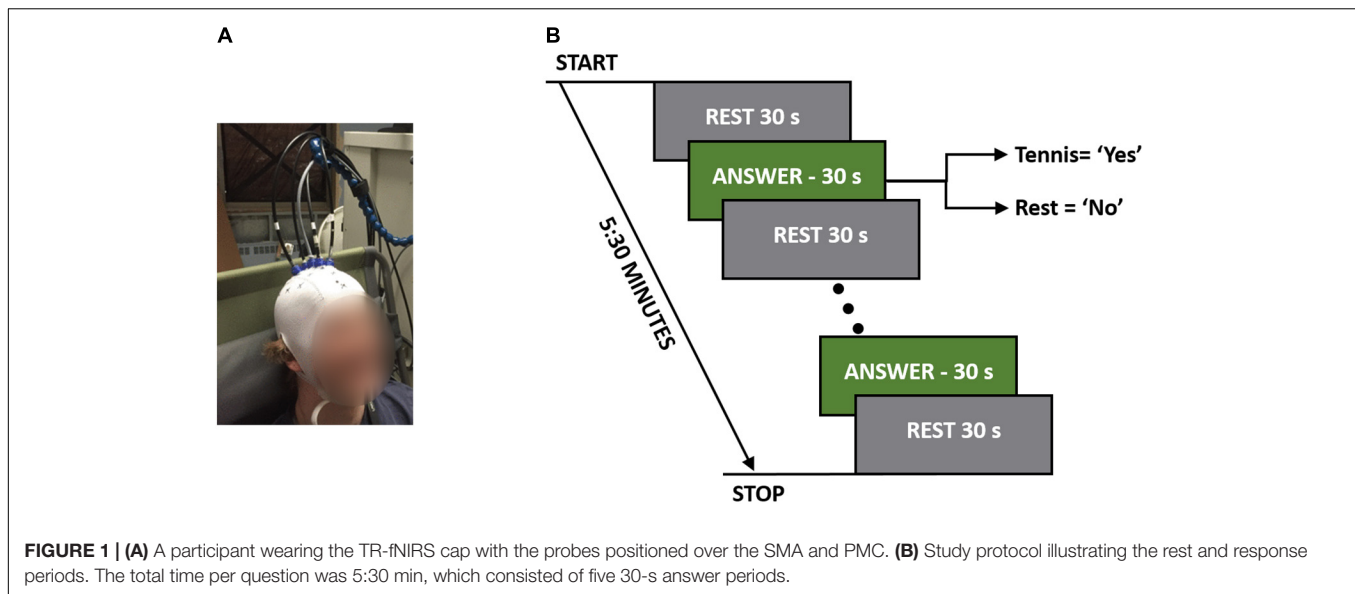 A
B
START
REST 30 s
ANSWER - 30 s
Tennis= ‘Yes’
Rest = ‘No’
REST 30 s
5:30 MINUTES
ANSWER - 30 s
REST 30 s
STOP
FIGURE 1 | (A) A participant wearing the TR-fNIRS cap with the probes positioned over the SMA and PMC. (B) Study protocol illustrating the rest and response
periods. The total time per question was 5:30 min, which consisted of five 30-s answer periods.